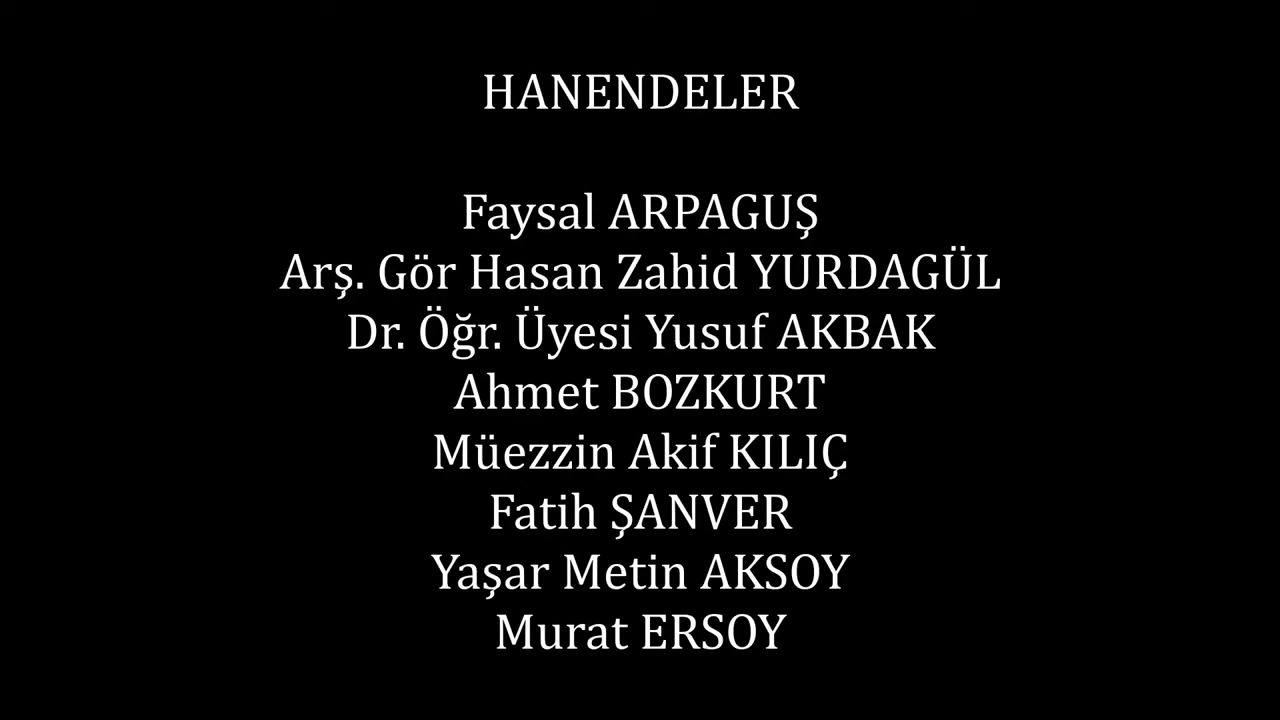 HANENDELER
Faysal ARPAGUŞ
Arş. Gör Hasan Zahid YURDAGÜL
Dr. Öğr. Üyesi Yusuf AKBAK
Ahmet BOZKURT
Müezzin Akif KILIÇ
Fatih ŞANVER
Yaşar Metin AKSOY
Murat ERSOY